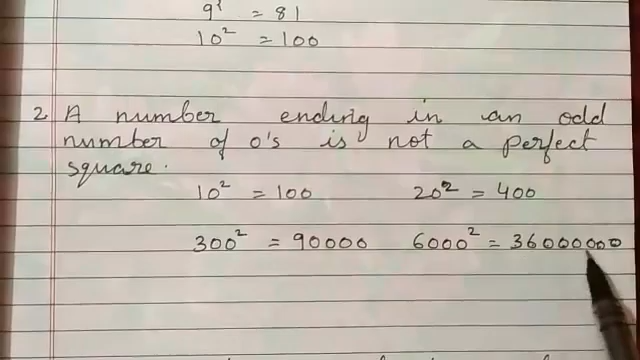 9² = 81
10² = 100
2 A number ending in an odd
number of 0's is not a perfect
square.
10² = 100 20² = 400
300² = 90000 6000² = 36000000